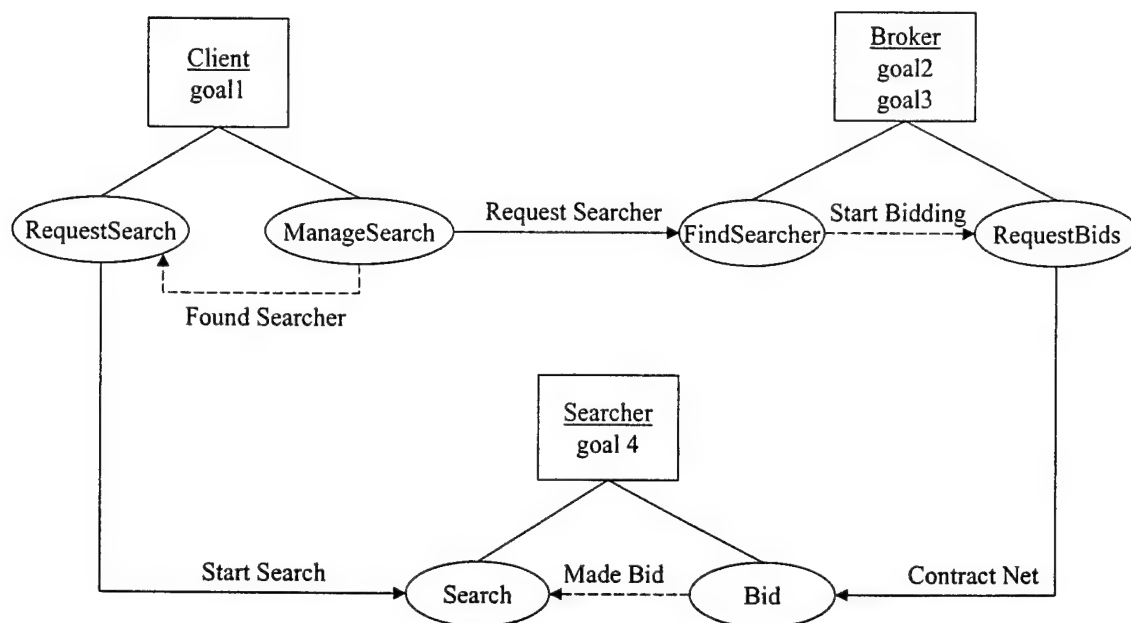 Client
goal1
Broker
goal2
goal3
RequestSearch
ManageSearch
Request Searcher
FindSearcher
Start Bidding
RequestBids
Found Searcher
Searcher
goal 4
Start Search
Search
Made Bid
Bid
Contract Net